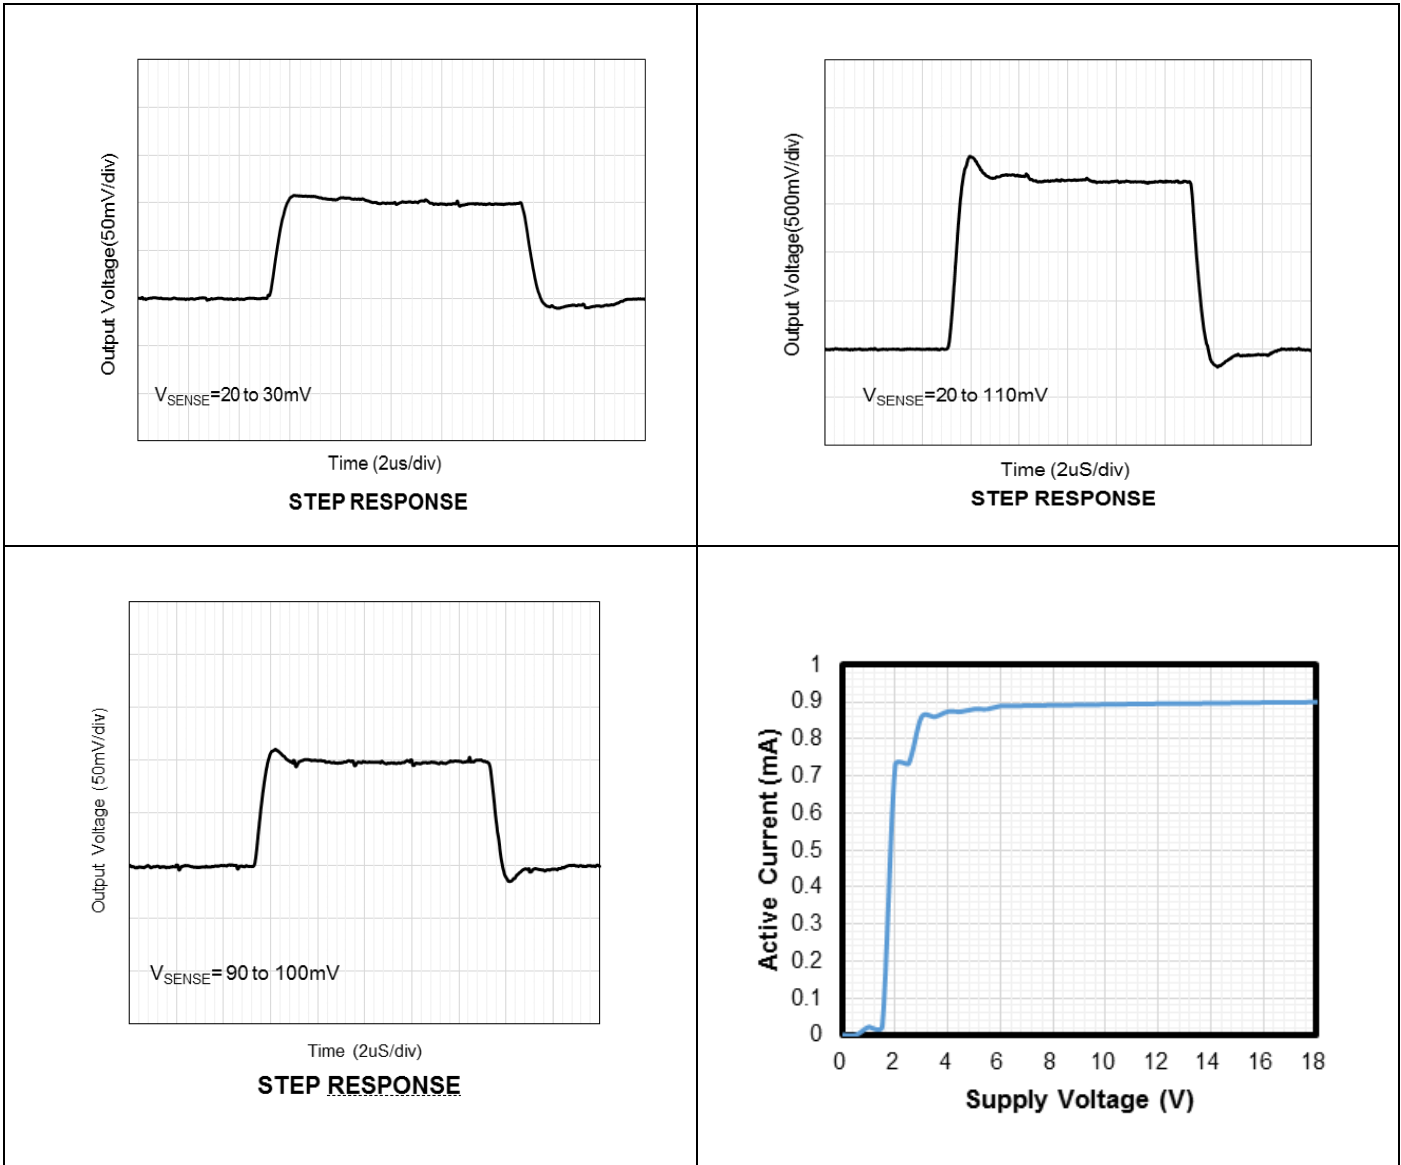 Output Voltage(50mV/div)
VSENSE=20 to 30mV
Time (2us/div)
STEP RESPONSE
Output Voltage(500mV/div)
VSENSE=20 to 110mV
Time (2uS/div)
STEP RESPONSE
Output Voltage (50mV/div)
VSENSE= 90 to 100mV
Time (2uS/div)
STEP RESPONSE
Active Current (mA)
1
0.9
0.8
0.7
0.6
0.5
0.4
0.3
0.2
0.1
0
0 2 4 6 8 10 12 14 16 18
Supply Voltage (V)